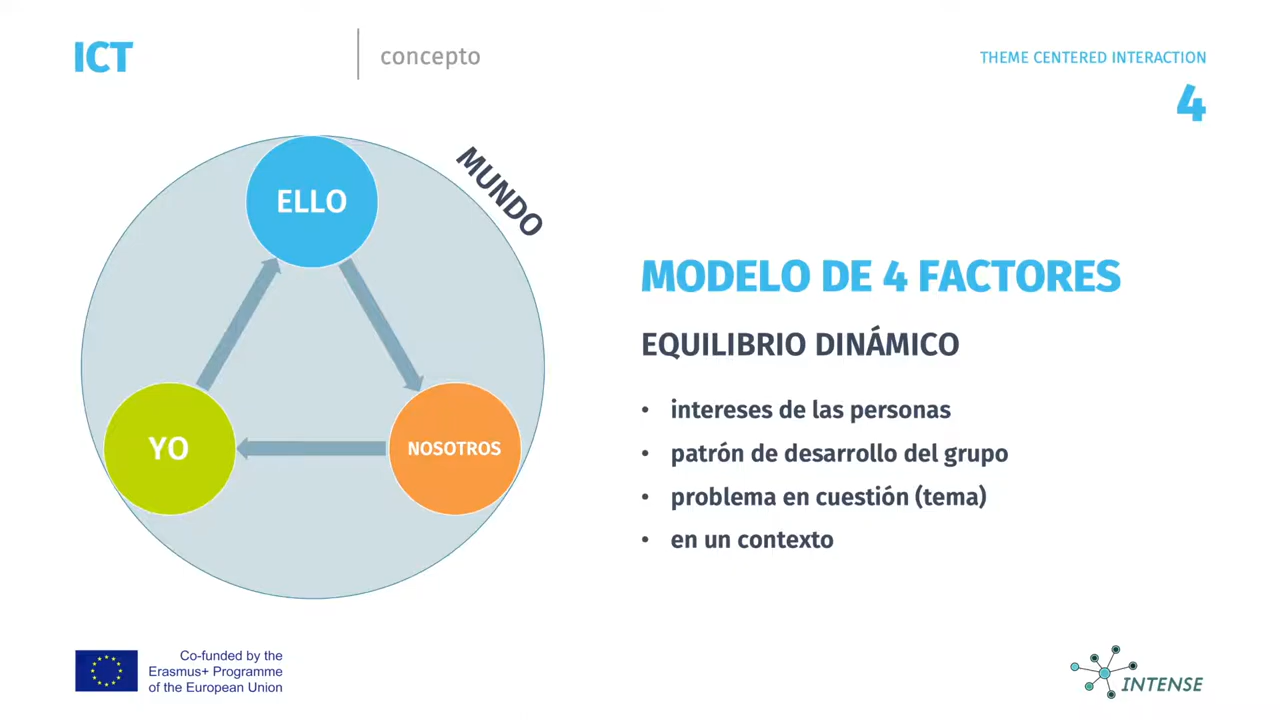 ICT
concepto
THEME CENTERED INTERACTION
4
ELLO
MUNDO
YO
NOSOTROS
MODELO DE 4 FACTORES
EQUILIBRIO DINÁMICO
• intereses de las personas
• patrón de desarrollo del grupo
• problema en cuestión (tema)
• en un contexto
Co-funded by the
Erasmus+ Programme
of the European Union
INTENSE